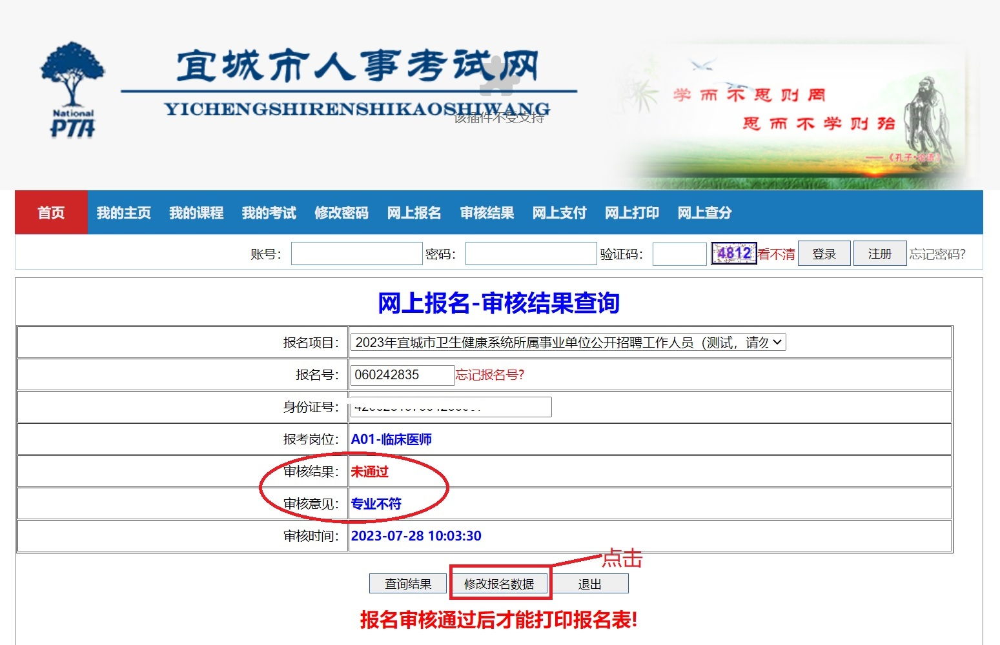 宜城市人事考试网
YICHENGSHIRENSHIKAOSHIWANG
National
PTA
该插件不受支持
学而不思则罔
思而不学则殆
——《孔子·论语》
首页 我的主页 我的课程 我的考试 修改密码 网上报名 审核结果 网上支付 网上打印 网上查分
账号： 密码： 验证码： 4812 看不清 登录 注册 忘记密码?
网上报名-审核结果查询
报名项目： 2023年宜城市卫生健康系统所属事业单位公开招聘工作人员（测试，请勿
报名号： 060242835 忘记报名号?
身份证号：
报考岗位： A01-临床医师
审核结果： 未通过
审核意见： 专业不符
审核时间： 2023-07-28 10:03:30
点击
查询结果 修改报名数据 退出
报名审核通过后才能打印报名表!